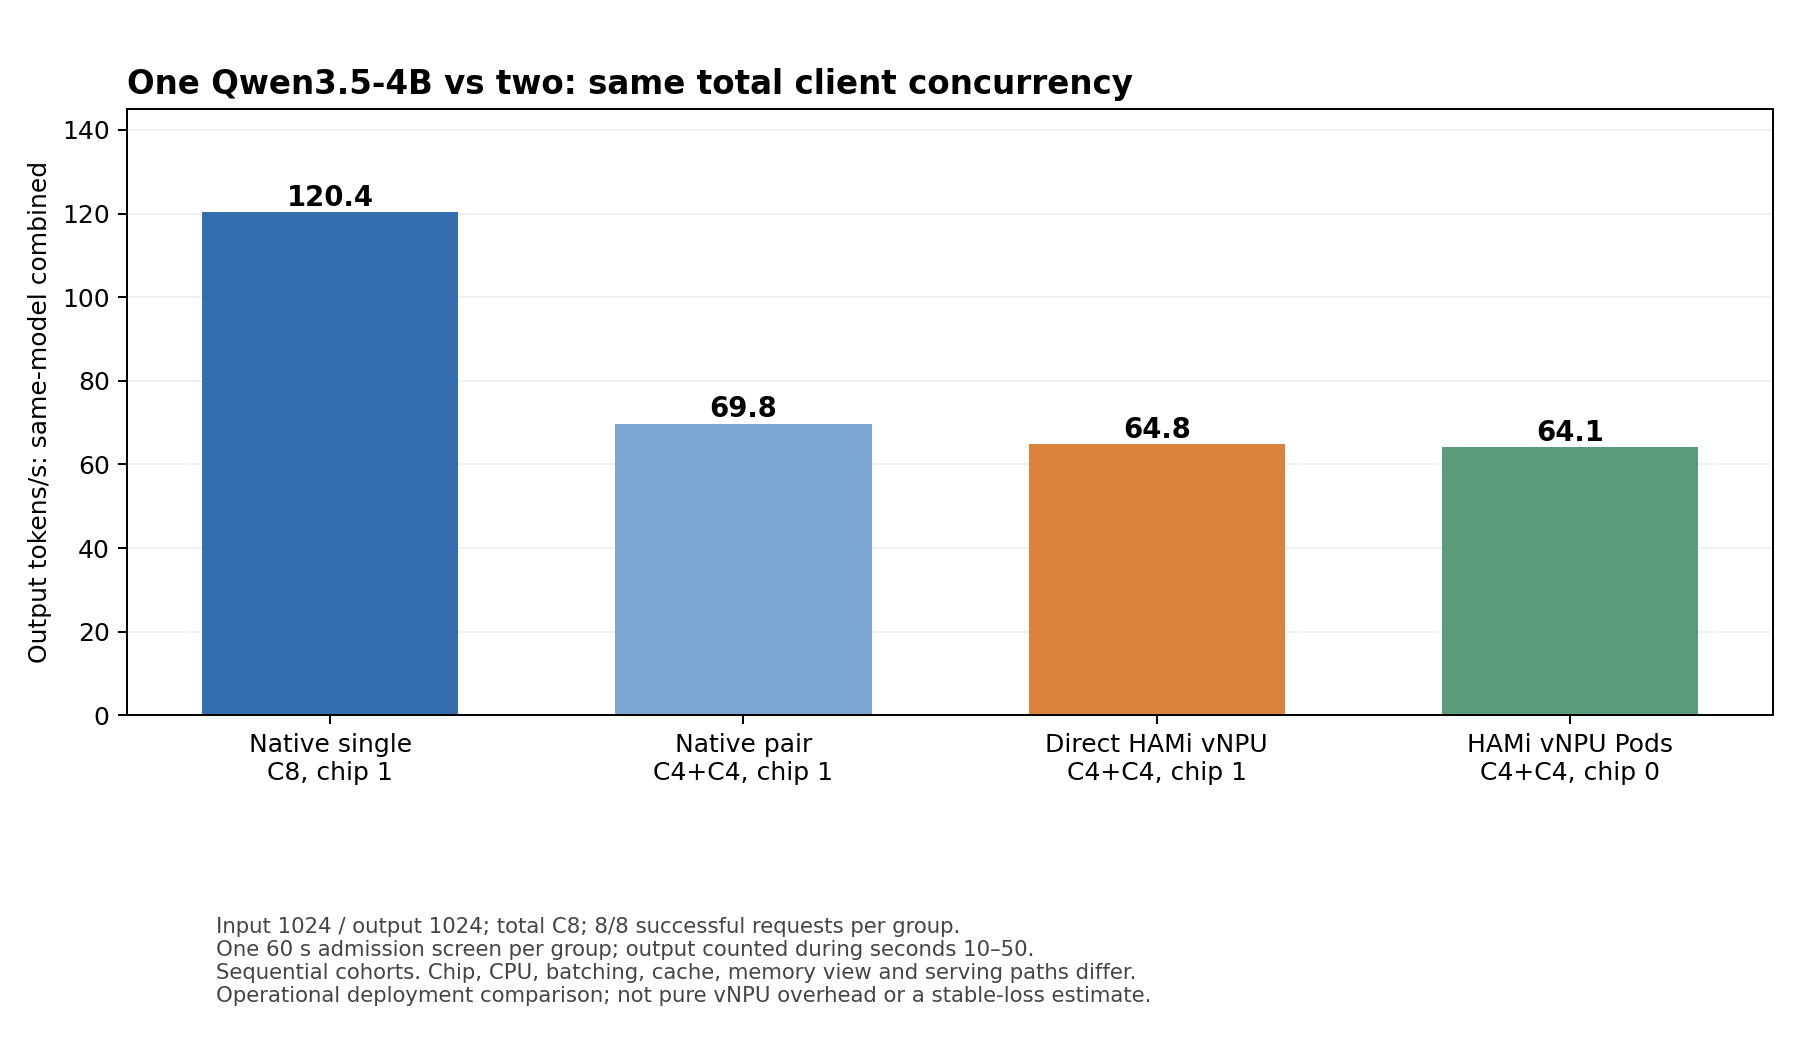 One Qwen3.5-4B vs two: same total client concurrency
Output tokens/s: same-model combined
140
120
100
80
60
40
20
0
120.4
69.8
64.8
64.1
Native single
C8, chip 1
Native pair
C4+C4, chip 1
Direct HAMi vNPU
C4+C4, chip 1
HAMi vNPU Pods
C4+C4, chip 0
Input 1024 / output 1024; total C8; 8/8 successful requests per group.
One 60 s admission screen per group; output counted during seconds 10–50.
Sequential cohorts. Chip, CPU, batching, cache, memory view and serving paths differ.
Operational deployment comparison; not pure vNPU overhead or a stable-loss estimate.